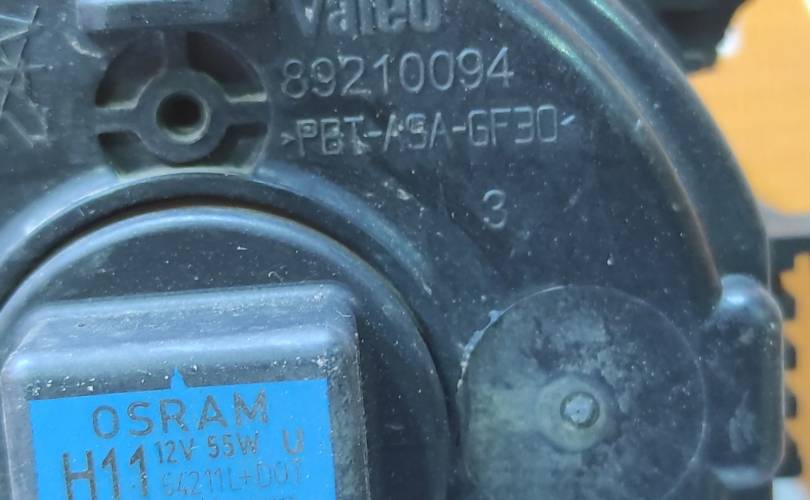 Valeo
89210094
>PBT-ASA-GF30<
3
OSRAM
H11 12V 55W U
64211L+DOT